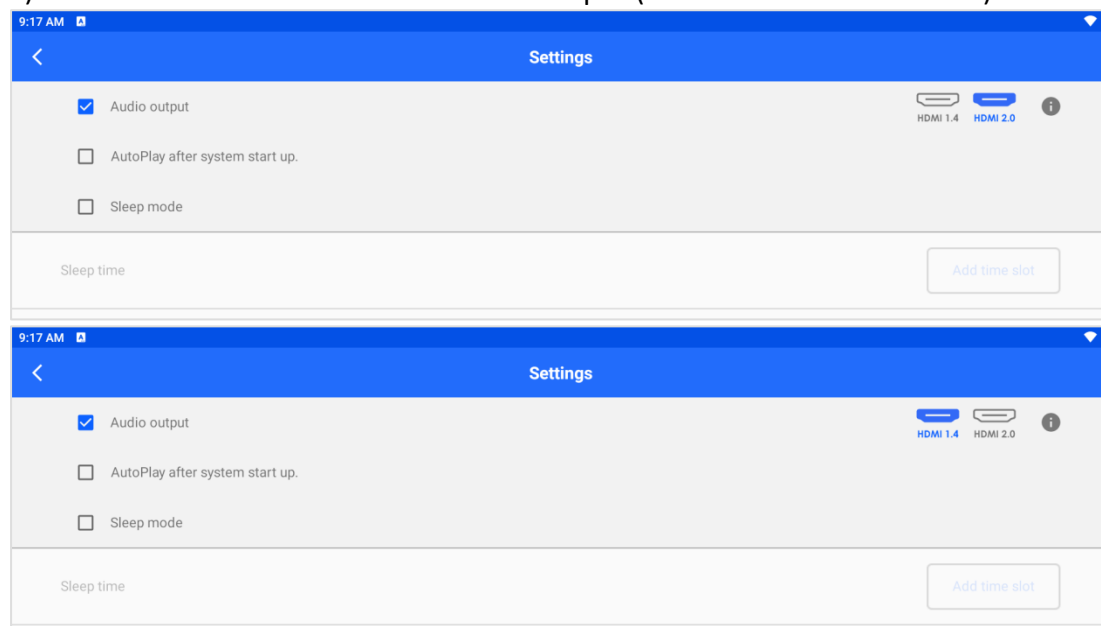 9:17 AM A
Settings
Audio output
HDMI 1.4 HDMI 2.0 i
AutoPlay after system start up.
Sleep mode
Sleep time Add time slot
9:17 AM A
Settings
Audio output
HDMI 1.4 HDMI 2.0 i
AutoPlay after system start up.
Sleep mode
Sleep time Add time slot